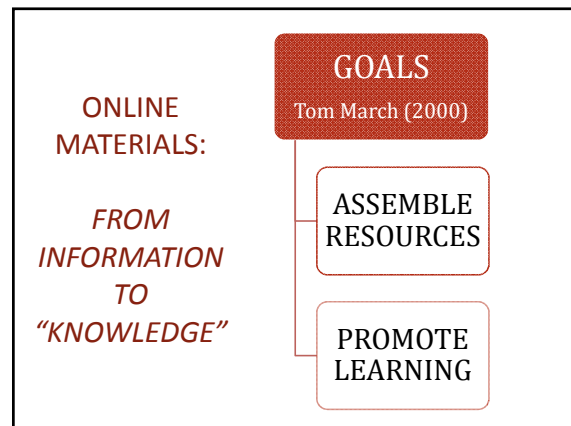 ONLINE
MATERIALS:
FROM
INFORMATION
TO
“KNOWLEDGE”
GOALS
Tom March (2000)
ASSEMBLE
RESOURCES
PROMOTE
LEARNING